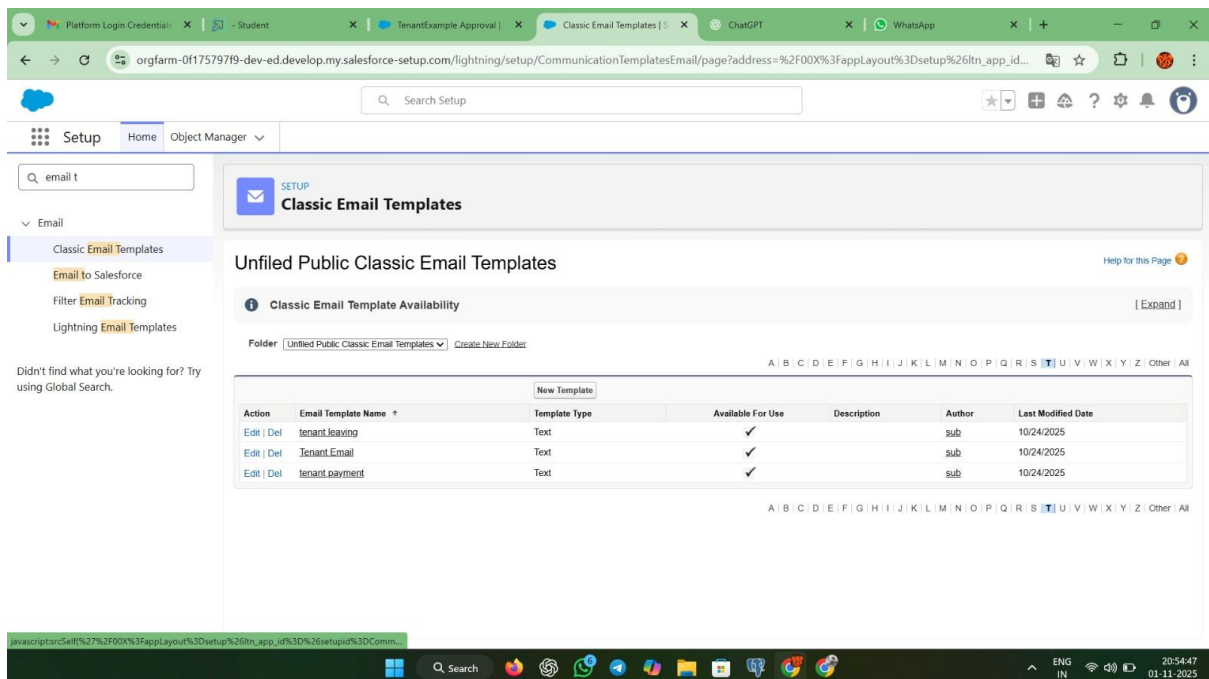 Platform Login Credentials
- Student
TenantExample Approval |
Classic Email Templates | S
ChatGPT
WhatsApp
orgfarm-0f175797f9-dev-ed.develop.my.salesforce-setup.com/lightning/setup/CommunicationTemplatesEmail/page?address=%2F00X%3FappLayout%3Dsetup%26ltn_app_id...
Search Setup
Setup
Home
Object Manager
email t
SETUP
Classic Email Templates
Email
Classic Email Templates
Email to Salesforce
Filter Email Tracking
Lightning Email Templates
Didn't find what you're looking for? Try
using Global Search.
Unfiled Public Classic Email Templates
Help for this Page
Classic Email Template Availability
[ Expand ]
Folder Unfiled Public Classic Email Templates Create New Folder
A | B | C | D | E | F | G | H | I | J | K | L | M | N | O | P | Q | R | S | T | U | V | W | X | Y | Z | Other | All
New Template
Action Email Template Name Template Type Available For Use Description Author Last Modified Date
Edit | Del tenant leaving Text ✓ sub 10/24/2025
Edit | Del Tenant Email Text ✓ sub 10/24/2025
Edit | Del tenant payment Text ✓ sub 10/24/2025
A | B | C | D | E | F | G | H | I | J | K | L | M | N | O | P | Q | R | S | T | U | V | W | X | Y | Z | Other | All
javascript:srcSelf(%27%2F00X%3FappLayout%3Dsetup%26ltn_app_id%3D%26setupid%3DComm...
Search
6
ENG
IN
20:54:47
01-11-2025